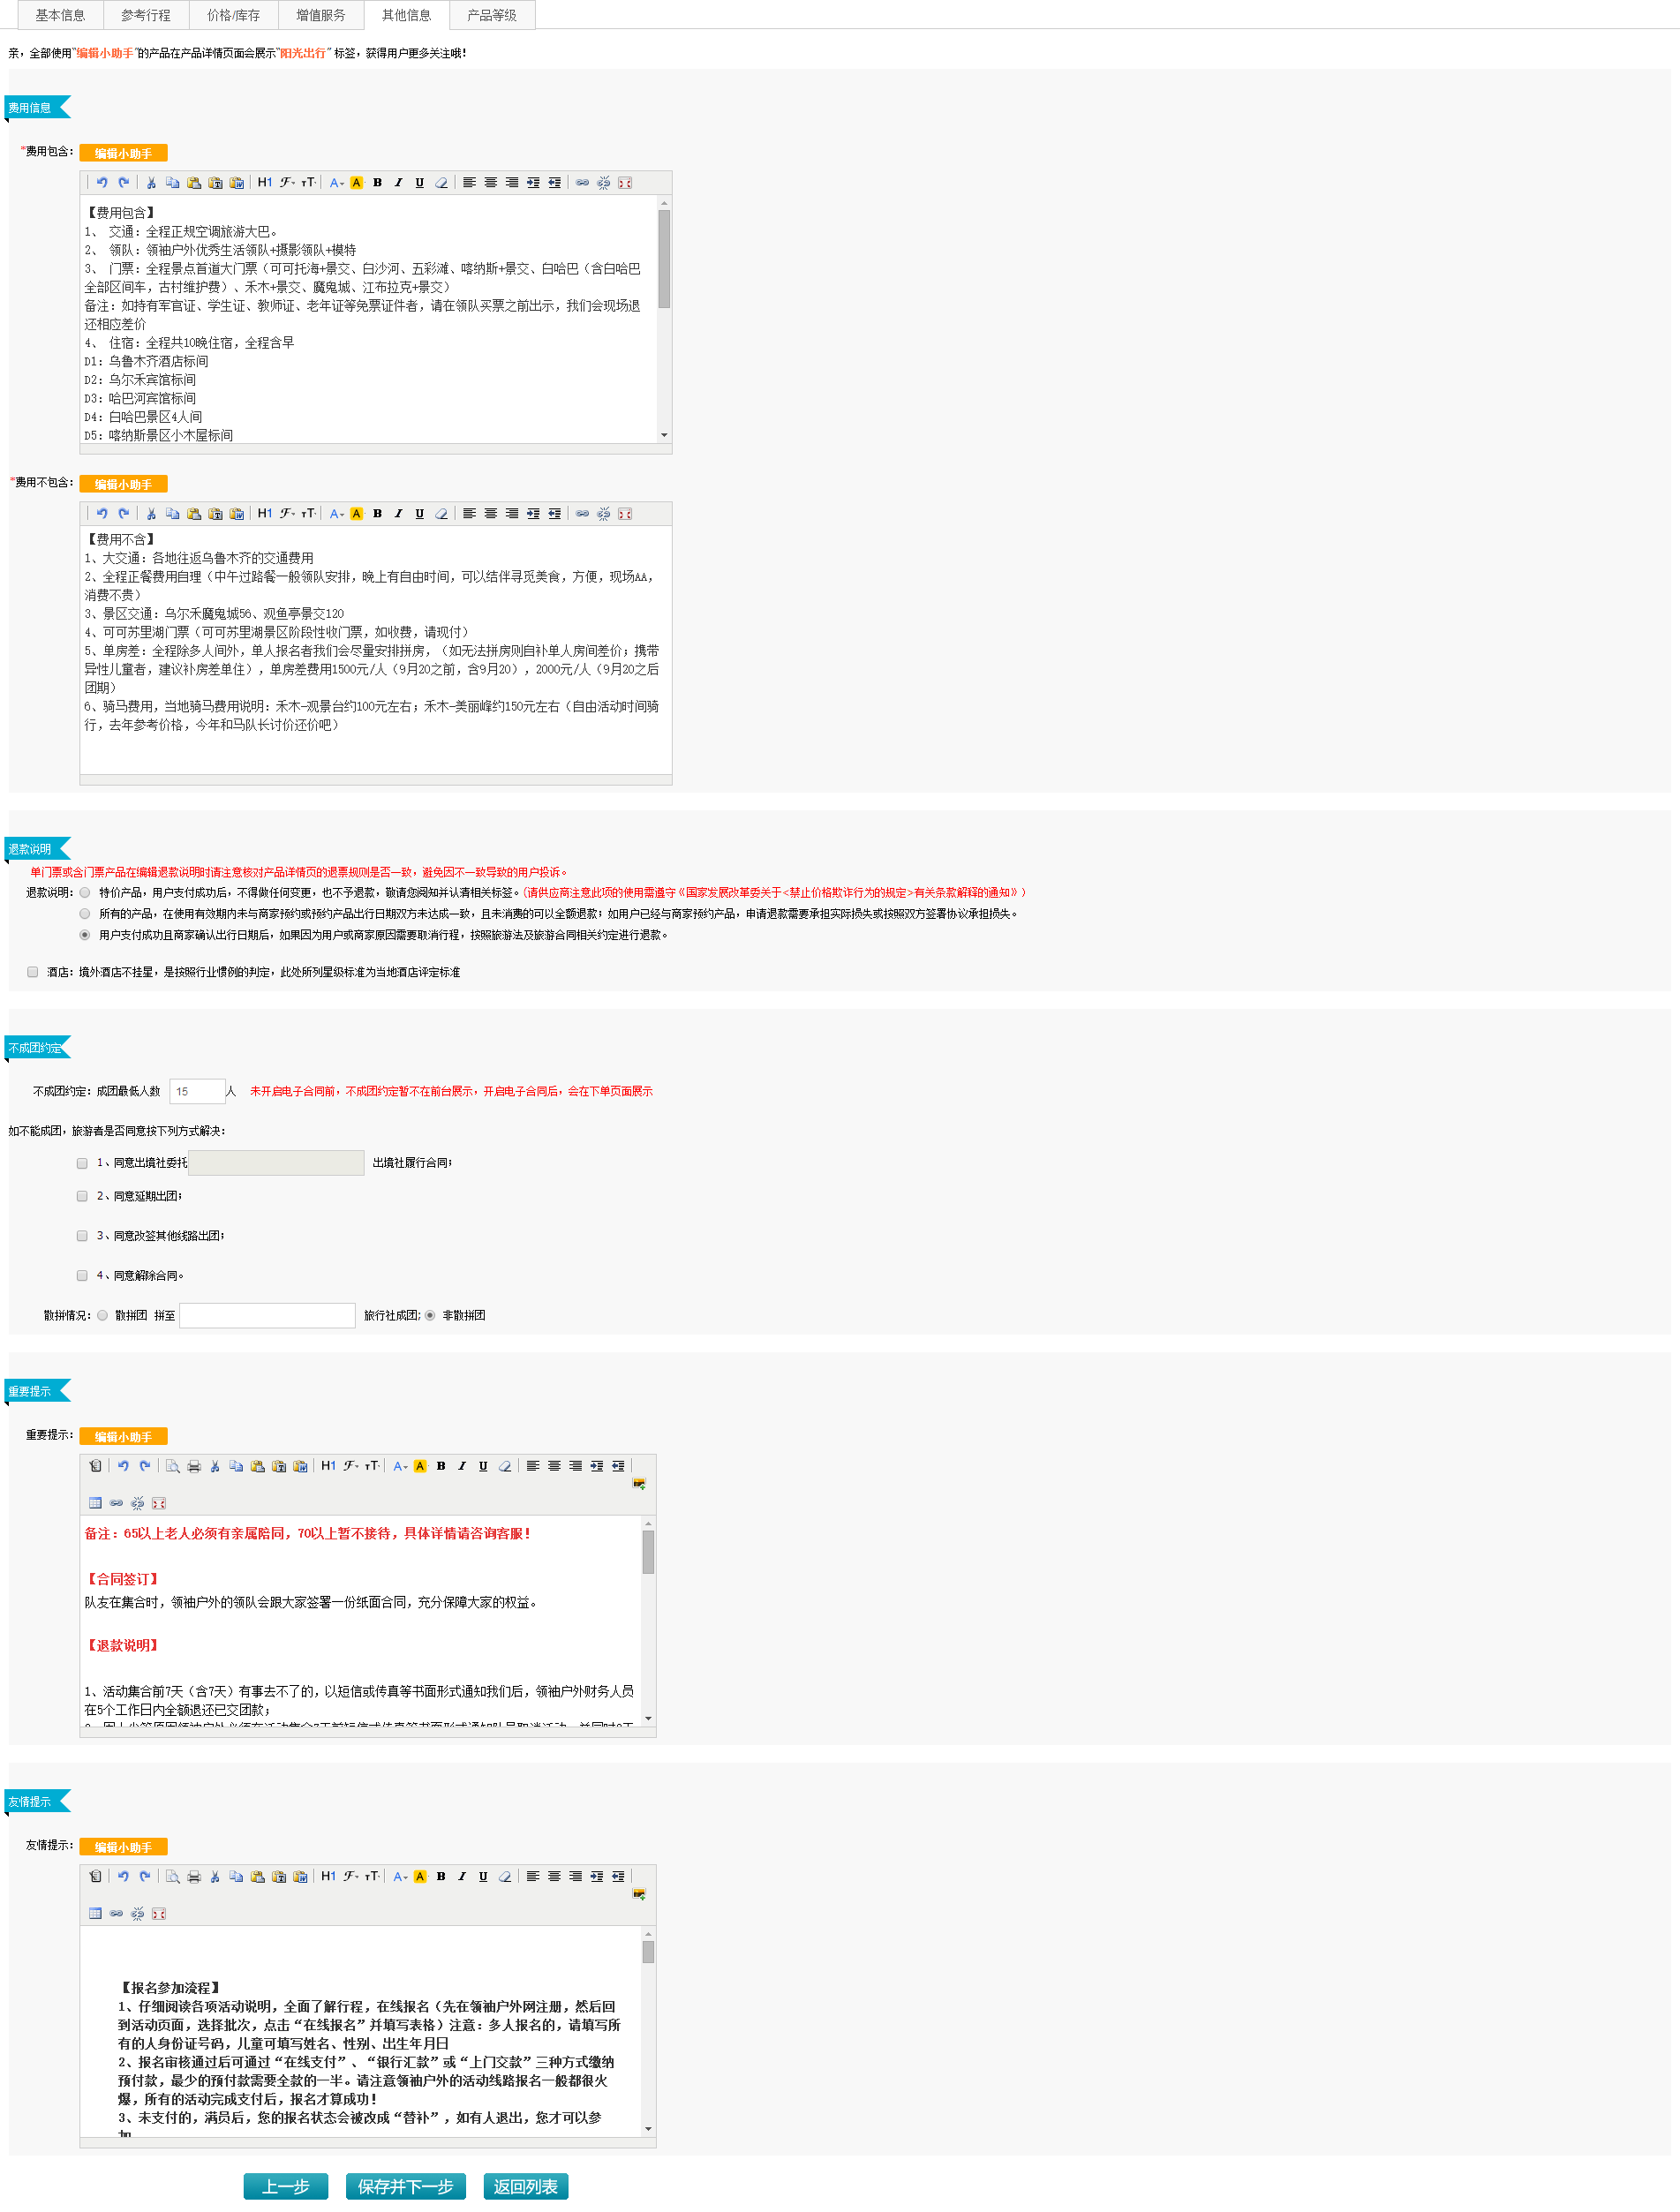 基本信息 参考行程 价格/库存 增值服务 其他信息 产品等级
亲，全部使用"编辑小助手"的产品在产品详情页面会展示"阳光出行" 标签，获得用户更多关注哦！
费用信息
*费用包含： 编辑小助手
H1 F T A A B I U
【费用包含】
1、 交通：全程正规空调旅游大巴。
2、 领队：领袖户外优秀生活领队+摄影领队+模特
3、 门票：全程景点首道大门票（可可托海+景交、白沙河、五彩滩、喀纳斯+景交、白哈巴（含白哈巴
全部区间车，古村维护费）、禾木+景交、魔鬼城、江布拉克+景交）
备注：如持有军官证、学生证、教师证、老年证等免票证件者，请在领队买票之前出示，我们会现场退
还相应差价
4、 住宿：全程共10晚住宿，全程含早
D1：乌鲁木齐酒店标间
D2：乌尔禾宾馆标间
D3：哈巴河宾馆标间
D4：白哈巴景区4人间
D5：喀纳斯景区小木屋标间
*费用不包含： 编辑小助手
H1 F T A A B I U
【费用不含】
1、大交通：各地往返乌鲁木齐的交通费用
2、全程正餐费用自理（中午过路餐一般领队安排，晚上有自由时间，可以结伴寻觅美食，方便，现场AA，
消费不贵）
3、景区交通：乌尔禾魔鬼城56、观鱼亭景交120
4、可可苏里湖门票（可可苏里湖景区阶段性收门票，如收费，请现付）
5、单房差：全程除多人间外，单人报名者我们会尽量安排拼房，（如无法拼房则自补单人房间差价；携带
异性儿童者，建议补房差单住），单房差费用1500元/人（9月20之前，含9月20），2000元/人（9月20之后
团期）
6、骑马费用，当地骑马费用说明：禾木-观景台约100元左右；禾木-美丽峰约150元左右（自由活动时间骑
行，去年参考价格，今年和马队长讨价还价吧）
退款说明
单门票或含门票产品在编辑退款说明时请注意核对产品详情页的退票规则是否一致，避免因不一致导致的用户投诉。
退款说明： 特价产品，用户支付成功后，不得做任何变更，也不予退款，敬请您阅知并认清相关标签。（请供应商注意此项的使用需遵守《国家发展改革委关于<禁止价格欺诈行为的规定>有关条款解释的通知》）
所有的产品，在使用有效期内未与商家预约或预约产品出行日期双方未达成一致，且未消费的可以全额退款；如用户已经与商家预约产品，申请退款需要承担实际损失或按照双方签署协议承担损失。
用户支付成功且商家确认出行日期后，如果因为用户或商家原因需要取消行程，按照旅游法及旅游合同相关约定进行退款。
酒店：境外酒店不挂星，是按照行业惯例的判定，此处所列星级标准为当地酒店评定标准
不成团约定
不成团约定：成团最低人数 15 人 未开启电子合同前，不成团约定暂不在前台展示，开启电子合同后，会在下单页面展示
如不能成团，旅游者是否同意按下列方式解决：
1、同意出境社委托 出境社履行合同；
2、同意延期出团；
3、同意改签其他线路出团；
4、同意解除合同。
散拼情况： 散拼团 拼至 旅行社成团； 非散拼团
重要提示
重要提示： 编辑小助手
H1 F T A A B I U
备注：65以上老人必须有亲属陪同，70以上暂不接待，具体详情请咨询客服！
【合同签订】
队友在集合时，领袖户外的领队会跟大家签署一份纸面合同，充分保障大家的权益。
【退款说明】
1、活动集合前7天（含7天）有事去不了的，以短信或传真等书面形式通知我们后，领袖户外财务人员
在5个工作日内全额退还已交团款；
友情提示
友情提示： 编辑小助手
H1 F T A A B I U
【报名参加流程】
1、仔细阅读各项活动说明，全面了解行程，在线报名（先在领袖户外网注册，然后回
到活动页面，选择批次，点击“在线报名”并填写表格）注意：多人报名的，请填写所
有的人身份证号码，儿童可填写姓名、性别、出生年月日
2、报名审核通过后可通过“在线支付”、“银行汇款”或“上门交款”三种方式缴纳
预付款，最少的预付款需要全款的一半。请注意领袖户外的活动线路报名一般都很火
爆，所有的活动完成支付后，报名才算成功！
3、未支付的，满员后，您的报名状态会被改成“替补”，如有人退出，您才可以参
加
上一步 保存并下一步 返回列表